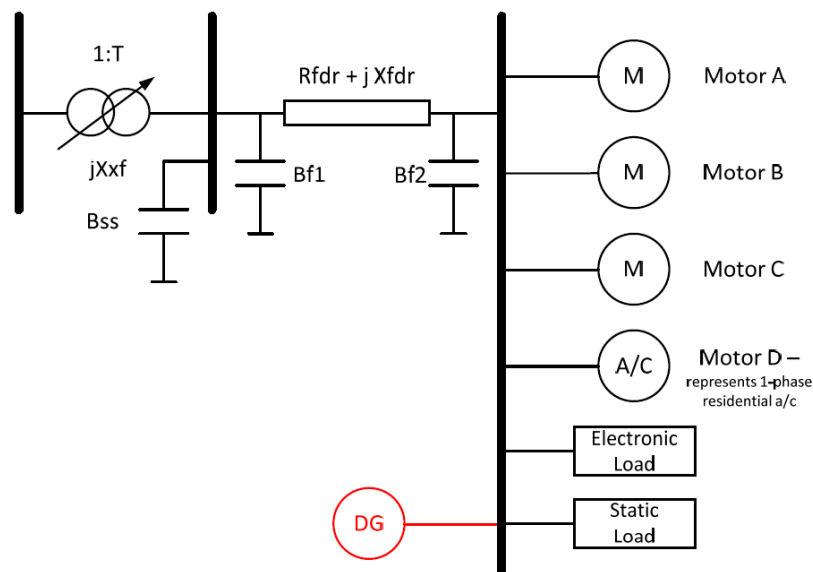 1:T
jXxf
Bss
Rfdr + j Xfdr
Bf1
Bf2
M
Motor A
M
Motor B
M
Motor C
A/C
Motor D –
represents 1-phase
residential a/c
Electronic
Load
Static
Load
DG